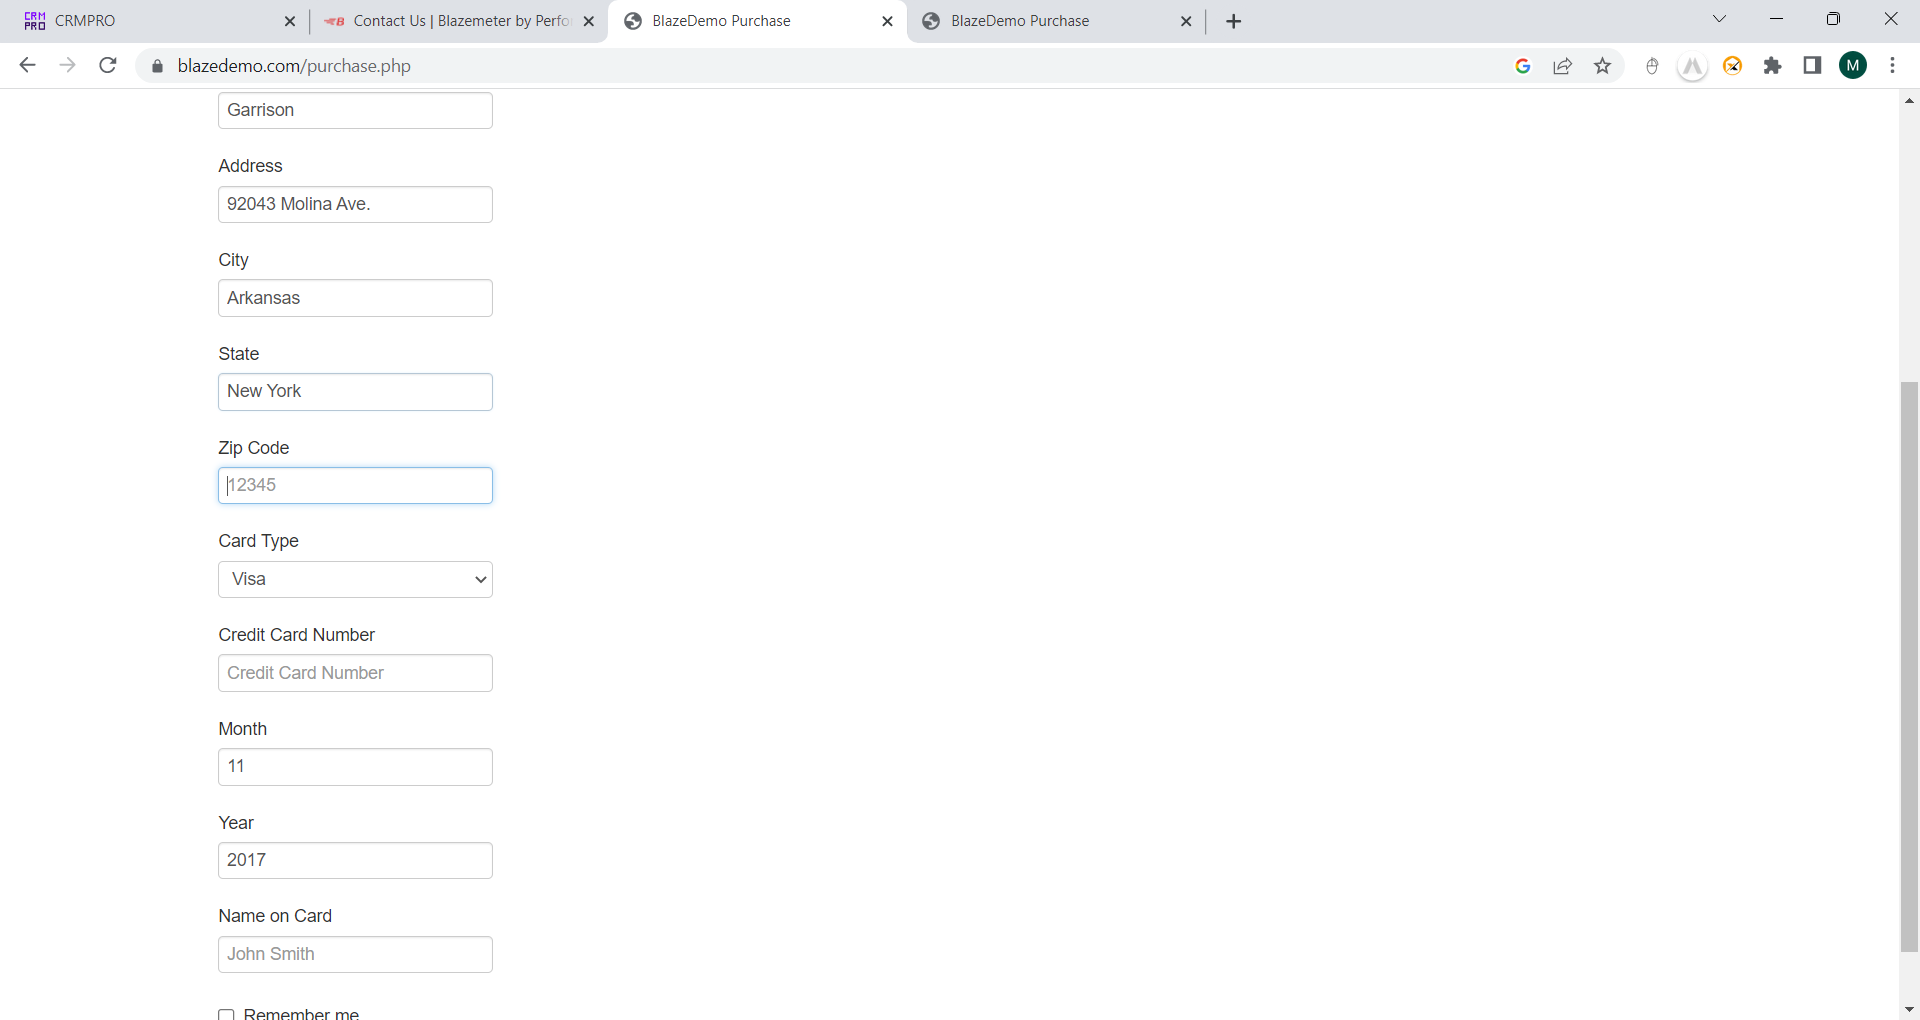 CRM
PRO
CRMPRO
Contact Us | Blazemeter by Perfo
BlazeDemo Purchase
BlazeDemo Purchase
blazedemo.com/purchase.php
M
Garrison
Address
92043 Molina Ave.
City
Arkansas
State
New York
Zip Code
12345
Card Type
Visa
Credit Card Number
Credit Card Number
Month
11
Year
2017
Name on Card
John Smith
Remember me